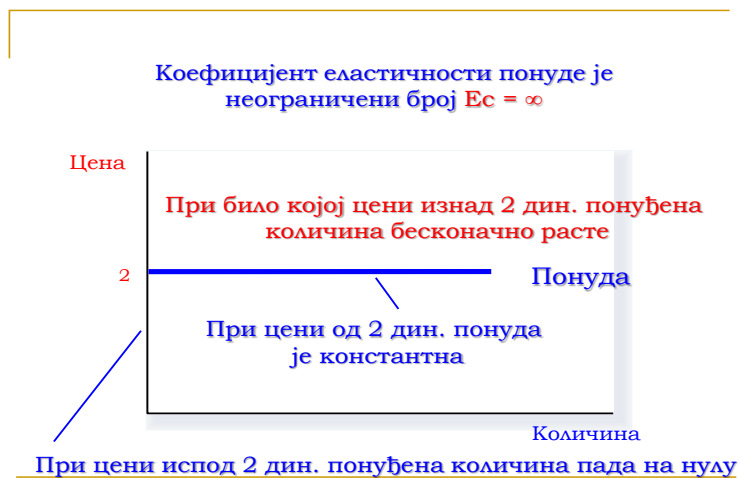 Коефицијент еластичности понуде је
неограничени број Ес = ∞
Цена
При било којој цени изнад 2 дин. понуђена
количина бесконачно расте
2
Понуда
При цени од 2 дин. понуда
је константна
Количина
При цени испод 2 дин. понуђена количина пада на нулу